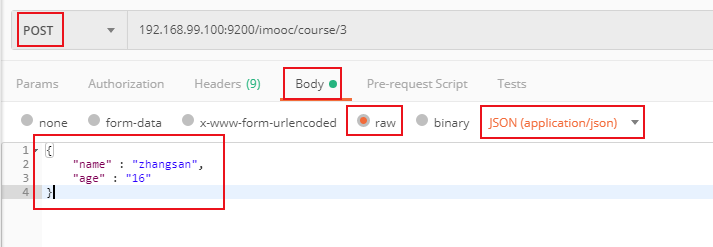 POST 192.168.99.100:9200/imooc/course/3
Params Authorization Headers (9) Body Pre-request Script Tests
none form-data x-www-form-urlencoded raw binary JSON (application/json)
1 {
2 "name" : "zhangsan",
3 "age" : "16"
4 }